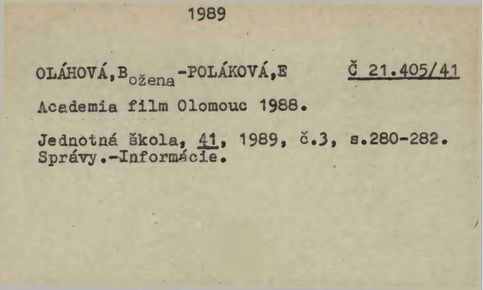 1989
OLÁHOVÁ,Božena-POLÁKOVÁ,E Č 21.405/41
Academia film Olomouc 1988.
Jednotná škola, 41, 1989, č.3, s.280-282.
Správy.-Informácie.